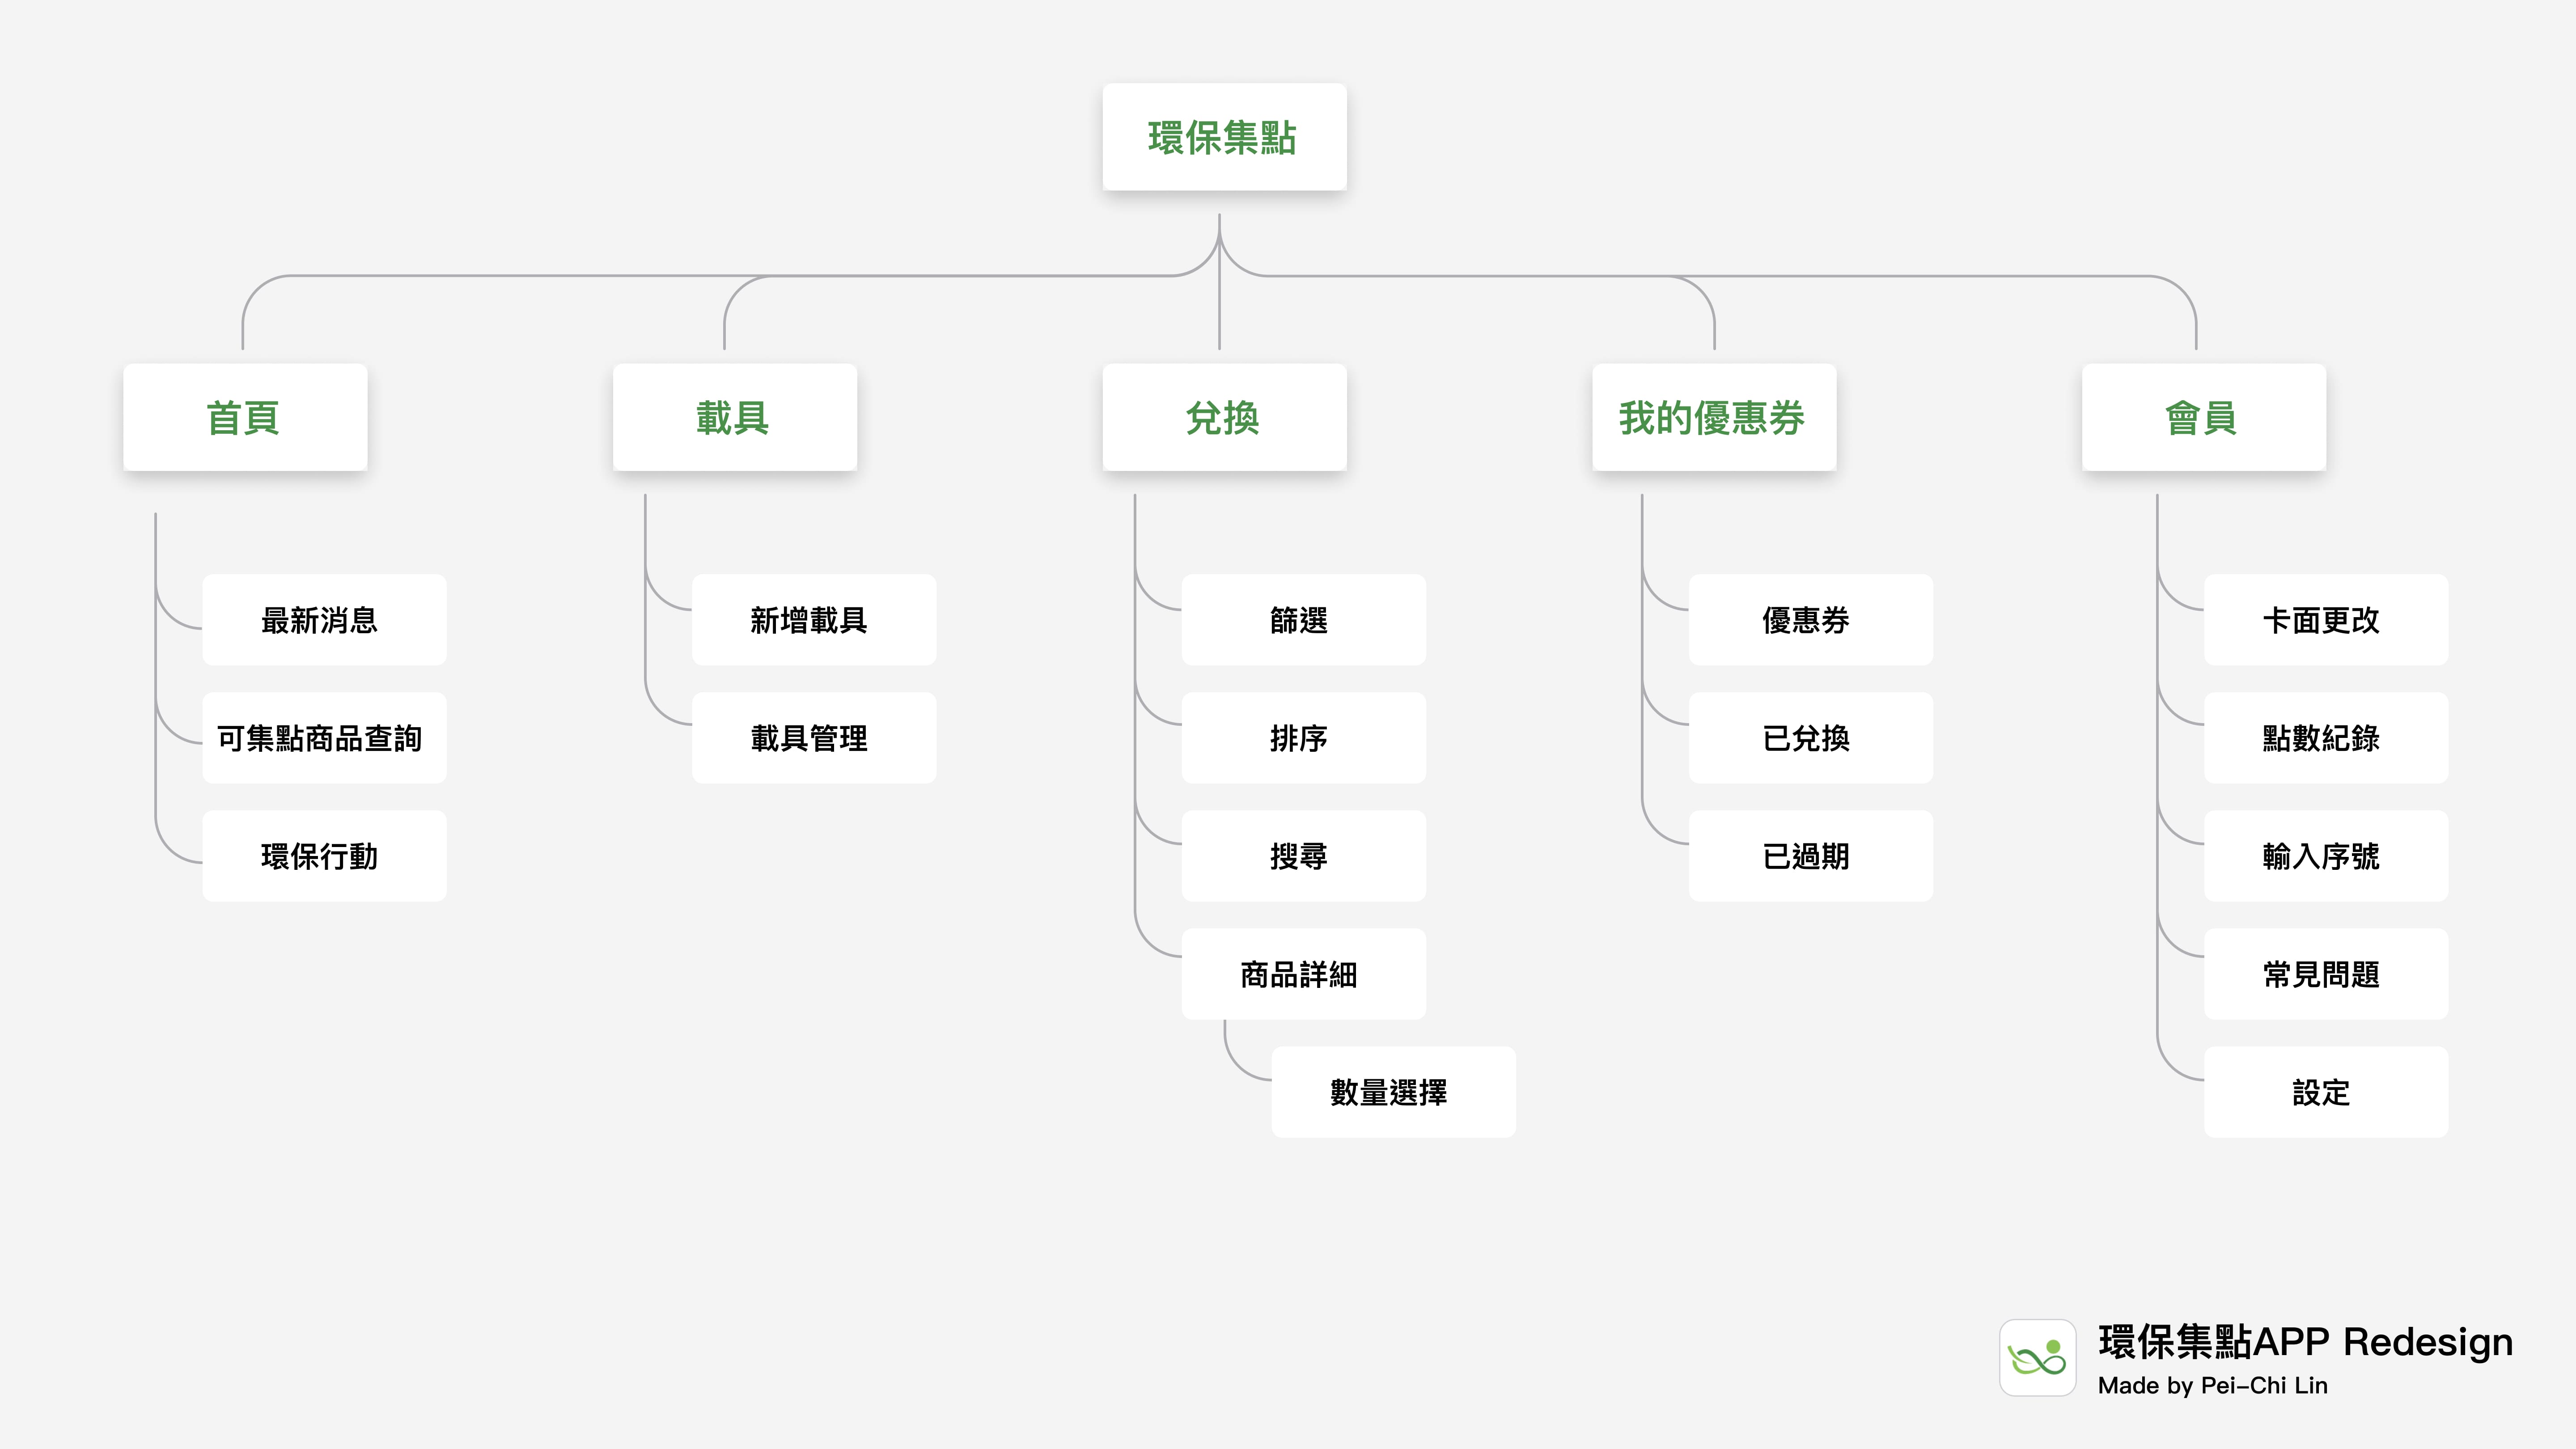 環保集點
首頁
載具
兌換
我的優惠券
會員
最新消息
可集點商品查詢
環保行動
新增載具
載具管理
篩選
排序
搜尋
商品詳細
數量選擇
優惠券
已兌換
已過期
卡面更改
點數紀錄
輸入序號
常見問題
設定
環保集點APP Redesign
Made by Pei-Chi Lin